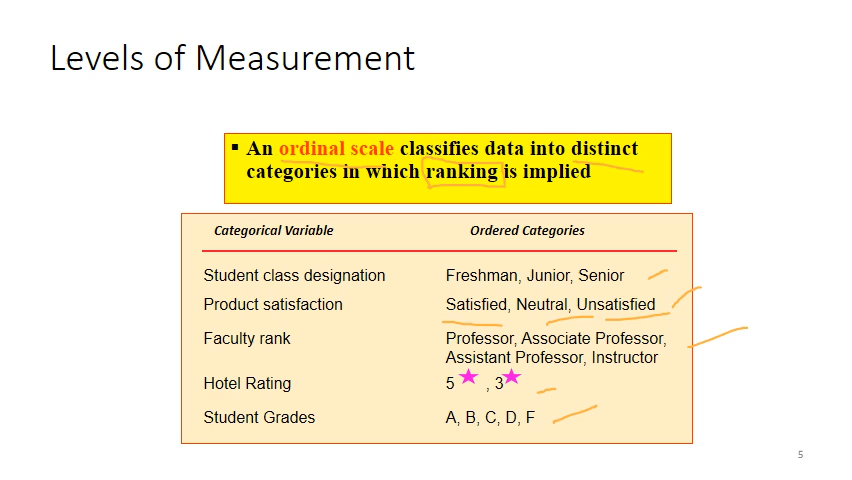 Levels of Measurement
▪ An ordinal scale classifies data into distinct
categories in which ranking is implied
Categorical Variable Ordered Categories
Student class designation Freshman, Junior, Senior
Product satisfaction Satisfied, Neutral, Unsatisfied
Faculty rank Professor, Associate Professor,
Assistant Professor, Instructor
Hotel Rating 5 ★ , 3★
Student Grades A, B, C, D, F
5